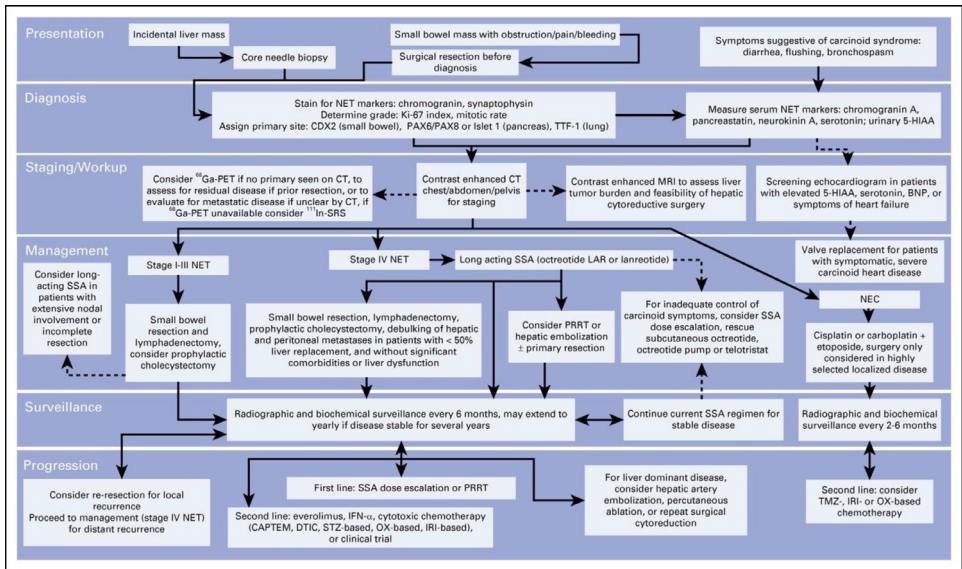 Presentation
Incidental liver mass
Core needle biopsy
Small bowel mass with obstruction/pain/bleeding
Surgical resection before
diagnosis
Symptoms suggestive of carcinoid syndrome:
diarrhea, flushing, bronchospasm
Diagnosis
Stain for NET markers: chromogranin, synaptophysin
Determine grade: Ki-67 index, mitotic rate
Assign primary site: CDX2 (small bowel), PAX6/PAX8 or Islet 1 (pancreas), TTF-1 (lung)
Measure serum NET markers: chromogranin A,
pancreastatin, neurokinin A, serotonin; urinary 5-HIAA
Staging/Workup
Consider ⁶⁸Ga-PET if no primary seen on CT, to
assess for residual disease if prior resection, or to
evaluate for metastatic disease if unclear by CT, if
⁶⁸Ga-PET unavailable consider ¹¹¹In-SRS
Contrast enhanced CT
chest/abdomen/pelvis
for staging
Contrast enhanced MRI to assess liver
tumor burden and feasibility of hepatic
cytoreductive surgery
Screening echocardiogram in patients
with elevated 5-HIAA, serotonin, BNP, or
symptoms of heart failure
Management
Consider long-
acting SSA in
patients with
extensive nodal
involvement or
incomplete
resection
Stage I-III NET
Small bowel
resection and
lymphadenectomy,
consider prophylactic
cholecystectomy
Stage IV NET
Long acting SSA (octreotide LAR or lanreotide)
Small bowel resection, lymphadenectomy,
prophylactic cholecystectomy, debulking of hepatic
and peritoneal metastases in patients with < 50%
liver replacement, and without significant
comorbidities or liver dysfunction
Consider PRRT or
hepatic embolization
± primary resection
For inadequate control of
carcinoid symptoms, consider SSA
dose escalation, rescue
subcutaneous octreotide,
octreotide pump or telotristat
Valve replacement for patients
with symptomatic, severe
carcinoid heart disease
NEC
Cisplatin or carboplatin +
etoposide, surgery only
considered in highly
selected localized disease
Surveillance
Radiographic and biochemical surveillance every 6 months, may extend to
yearly if disease stable for several years
Continue current SSA regimen for
stable disease
Radiographic and biochemical
surveillance every 2-6 months
Progression
Consider re-resection for local
recurrence
Proceed to management (stage IV NET)
for distant recurrence
First line: SSA dose escalation or PRRT
Second line: everolimus, IFN-α, cytotoxic chemotherapy
(CAPTEM, DTIC, STZ-based, OX-based, IRI-based),
or clinical trial
For liver dominant disease,
consider hepatic artery
embolization, percutaneous
ablation, or repeat surgical
cytoreduction
Second line: consider
TMZ-, IRI- or OX-based
chemotherapy